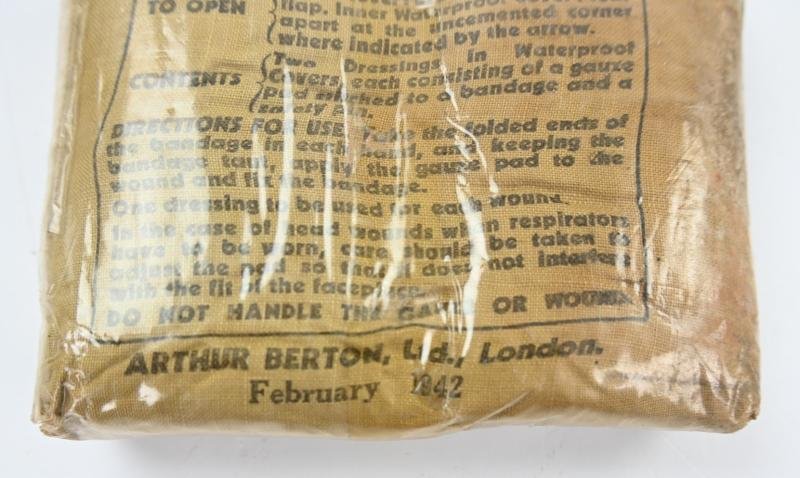 TO OPEN
flap. Inner Waterproof
apart at the uncemented corner
where indicated by the arrow.
CONTENTS
Two Dressings in Waterproof
Covers, each consisting of a gauze
pad stitched to a bandage and a
safety pin.
DIRECTIONS FOR USE. Take the folded ends of
the bandage in each hand, and keeping the
bandage taut, apply the gauze pad to the
wound and fix the bandage.
One dressing to be used for each wound.
In the case of head wounds when respirators
have to be worn, care should be taken to
adjust the pad so that it does not interfere
with the fit of the facepiece.
DO NOT HANDLE THE GAUZE OR WOUND.
ARTHUR BERTON, Ltd., London.
February 1942